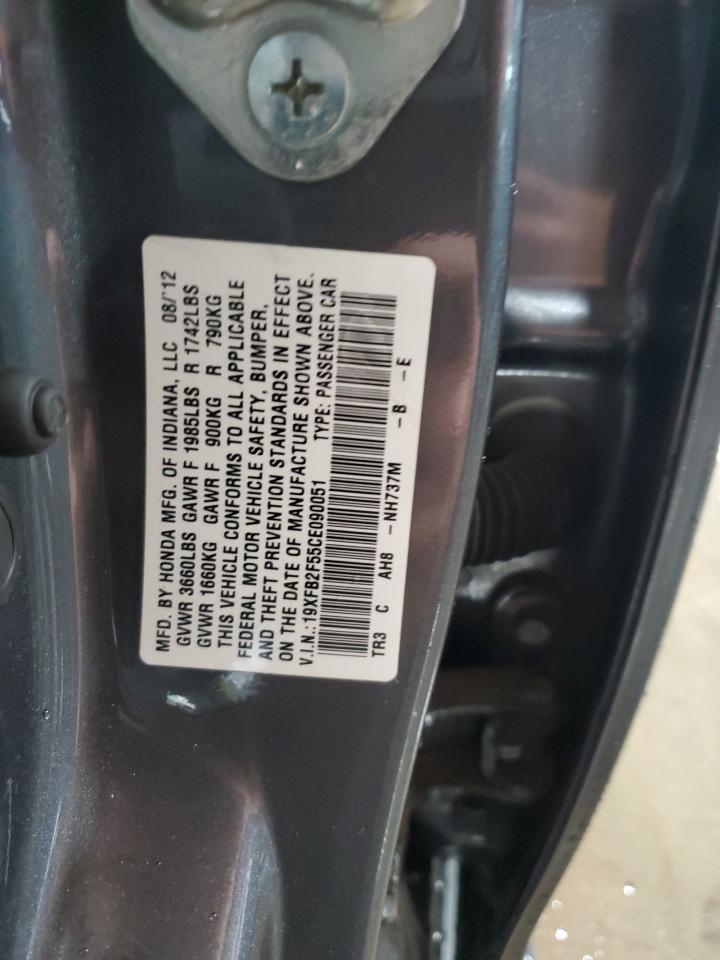 MFD. BY HONDA MFG. OF INDIANA, LLC 08/'12
GVWR 3660LBS GAWR F 1985LBS R 1742LBS
GVWR 1660KG GAWR F 900KG R 790KG
THIS VEHICLE CONFORMS TO ALL APPLICABLE
FEDERAL MOTOR VEHICLE SAFETY, BUMPER,
AND THEFT PREVENTION STANDARDS IN EFFECT
ON THE DATE OF MANUFACTURE SHOWN ABOVE.
V.I.N.:19XFB2F55CE090051 TYPE: PASSENGER CAR
TR3 C AH8 -NH737M -B -E